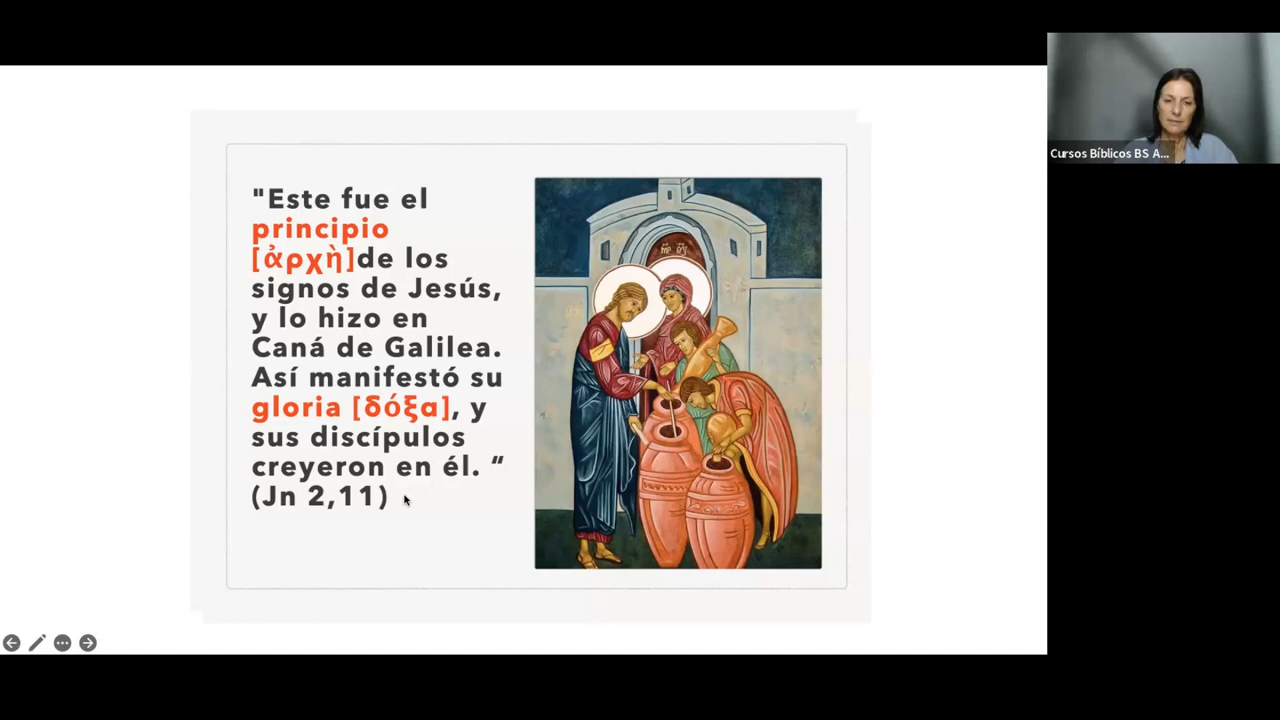 "Este fue el
principio
[ἀρχὴ]de los
signos de Jesús,
y lo hizo en
Caná de Galilea.
Así manifestó su
gloria [δόξα], y
sus discípulos
creyeron en él. “
(Jn 2,11)
Cursos Bíblicos BS A...